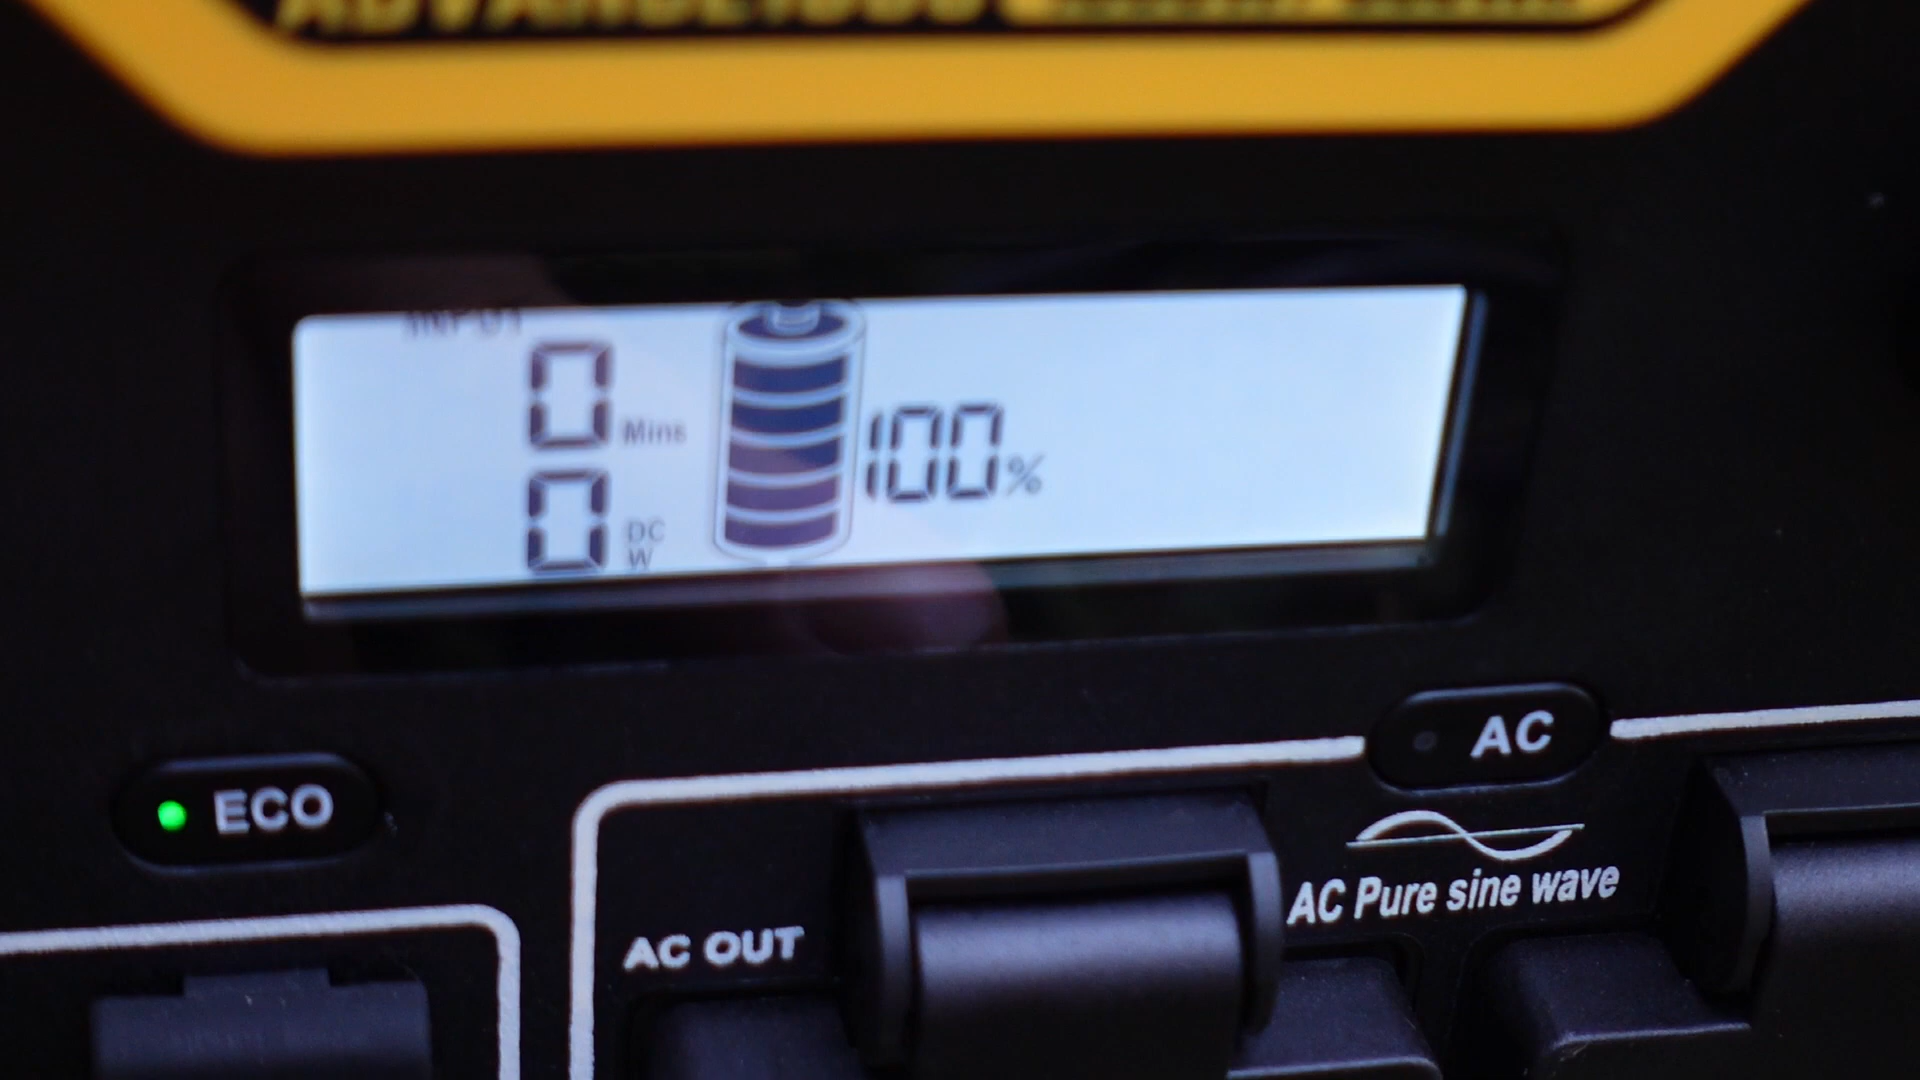 INPUT
0 Mins
100%
0 DC W
AC
ECO
AC Pure sine wave
AC OUT